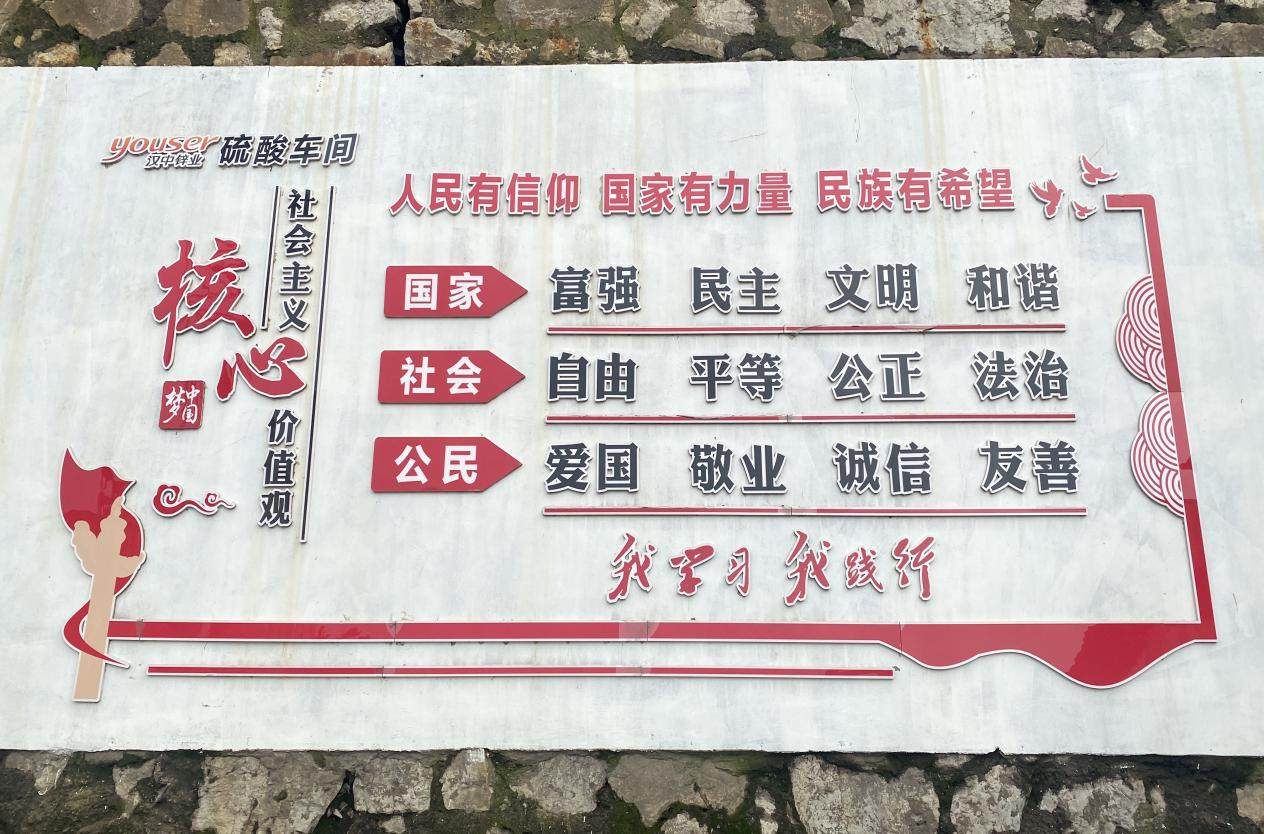 youser 硫酸车间
汉中锌业
社会主义
核心
价值观
中国梦
人民有信仰 国家有力量 民族有希望
国家 富强 民主 文明 和谐
社会 自由 平等 公正 法治
公民 爱国 敬业 诚信 友善
我学习 我践行